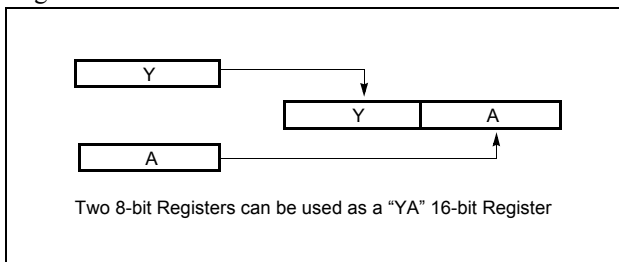 Y
Y A
A
Two 8-bit Registers can be used as a “YA” 16-bit Register